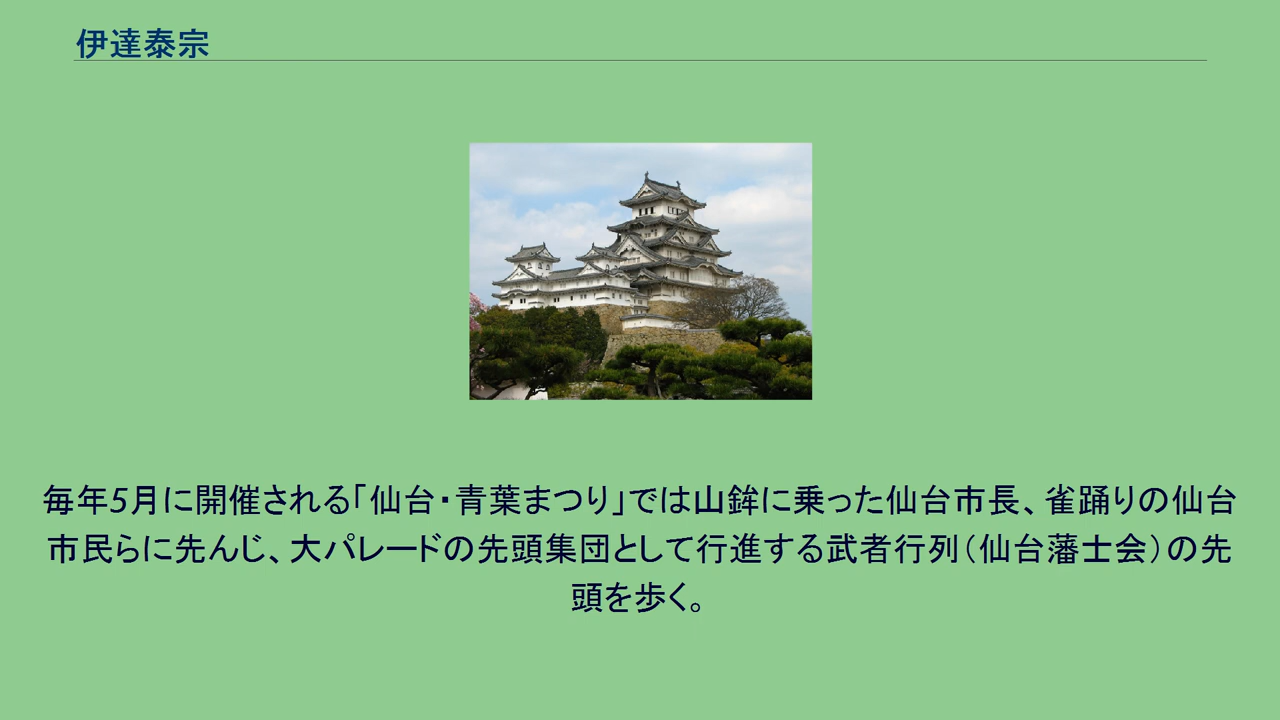 伊達泰宗
毎年5月に開催される「仙台・青葉まつり」では山鉾に乗った仙台市長、雀踊りの仙台
市民らに先んじ、大パレードの先頭集団として行進する武者行列（仙台藩士会）の先
頭を歩く。